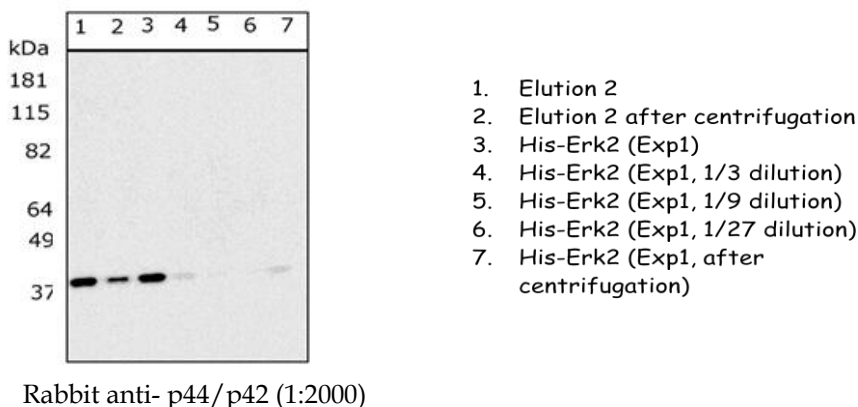 1 2 3 4 5 6 7
kDa
181
115
82
64
49
37
1. Elution 2
2. Elution 2 after centrifugation
3. His-Erk2 (Exp1)
4. His-Erk2 (Exp1, 1/3 dilution)
5. His-Erk2 (Exp1, 1/9 dilution)
6. His-Erk2 (Exp1, 1/27 dilution)
7. His-Erk2 (Exp1, after
centrifugation)
Rabbit anti- p44/p42 (1:2000)